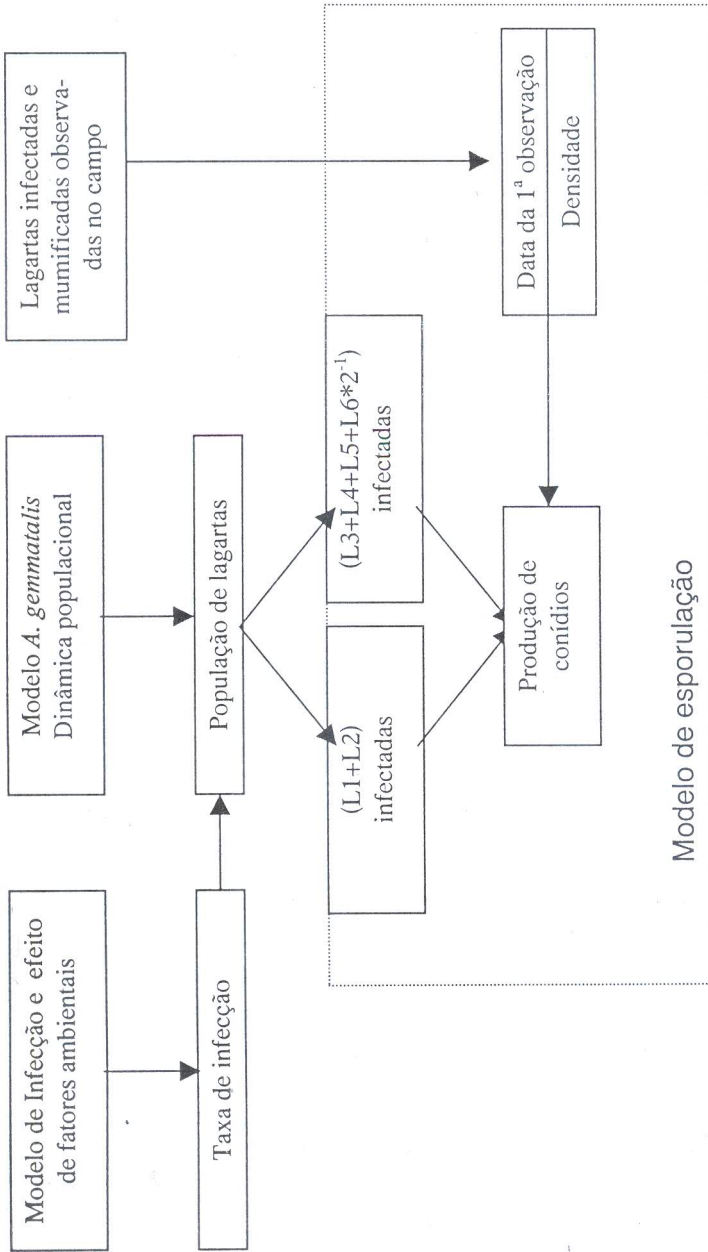 Modelo de Infecção e efeito
de fatores ambientais
Modelo A. gemmatalis
Dinâmica populacional
Lagartas infectadas e
mumificadas observa-
das no campo
Taxa de infecção
População de lagartas
(L1+L2)
infectadas
(L3+L4+L5+L6*2⁻¹)
infectadas
Data da 1ª observação
Densidade
Produção de
conídios
Modelo de esporulação